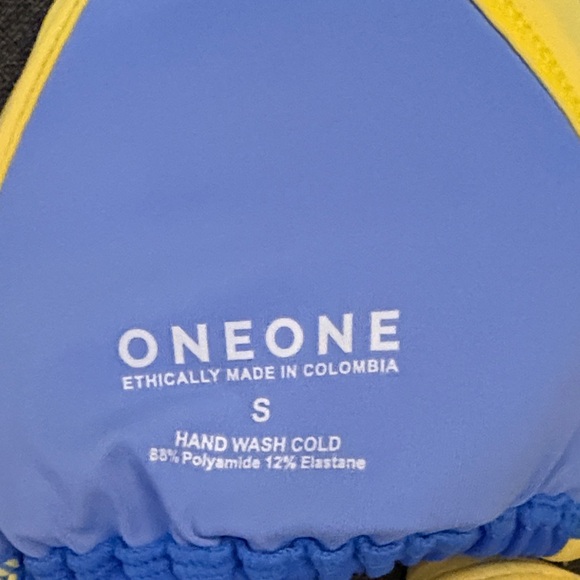 ONEONE
ETHICALLY MADE IN COLOMBIA
S
HAND WASH COLD
88% Polyamide 12% Elastane